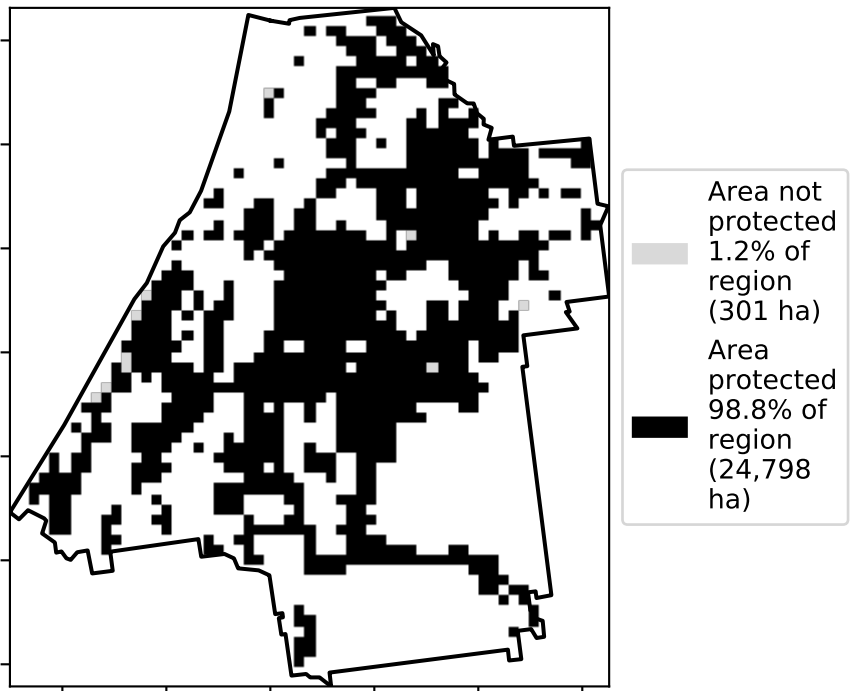 Area not
protected
1.2% of
region
(301 ha)
Area
protected
98.8% of
region
(24,798
ha)